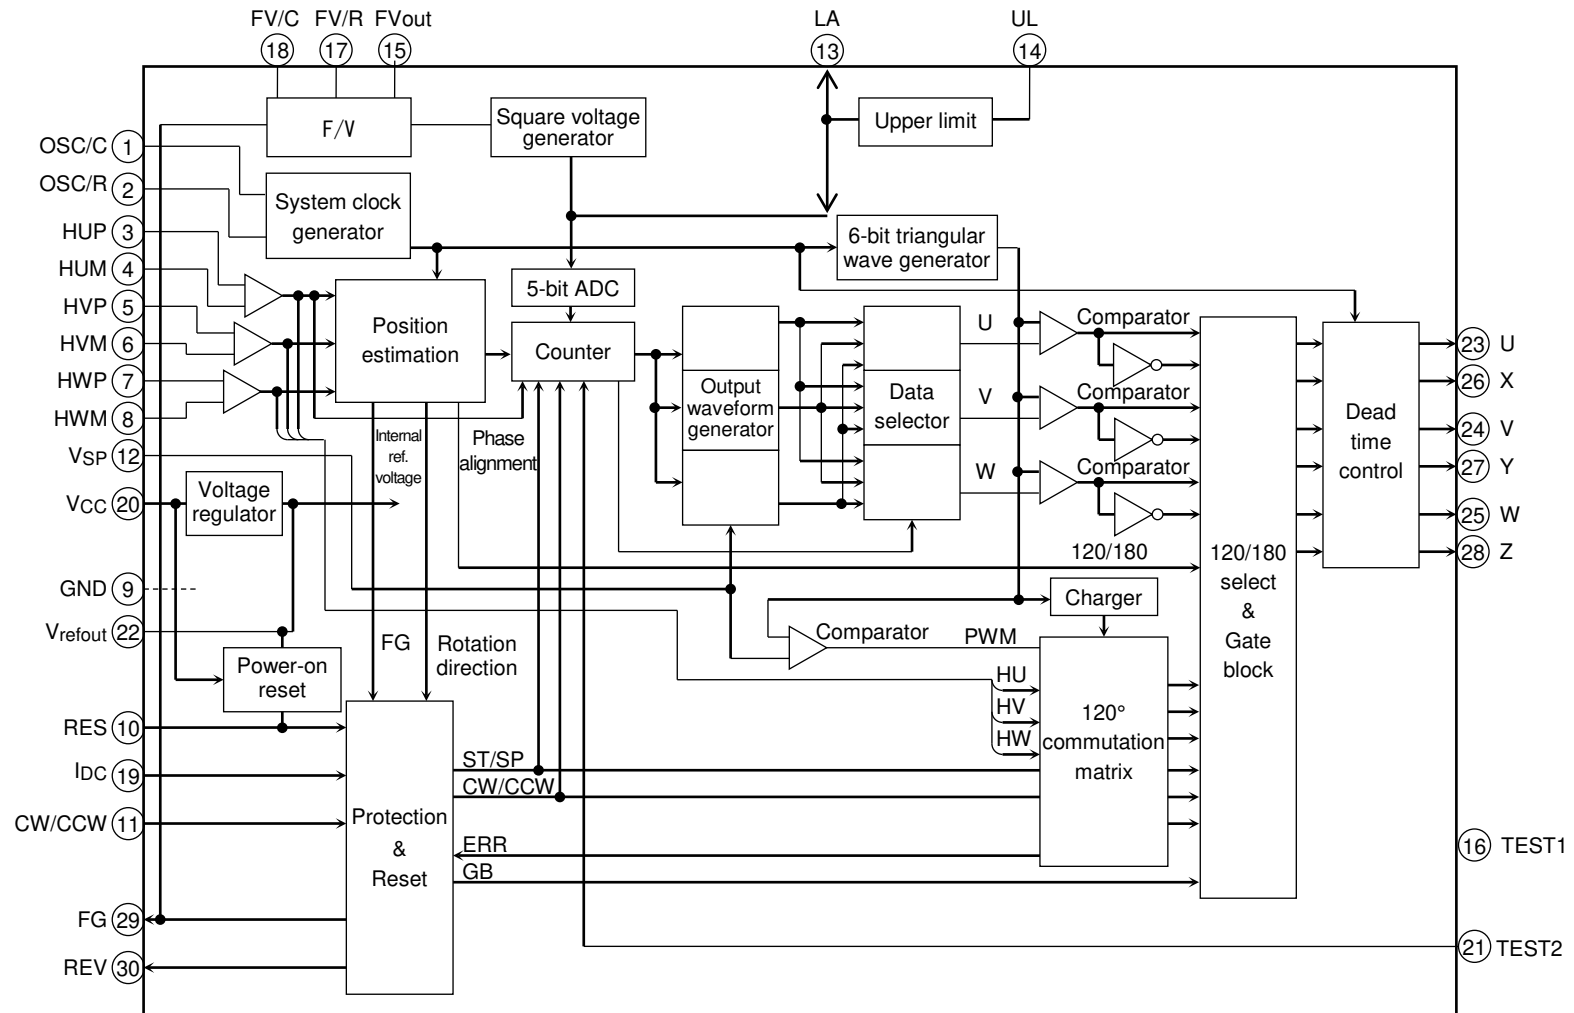 FV/C FV/R FVout LA UL
18 17 15 13 14
F/V
Square voltage
generator
Upper limit
OSC/C 1
OSC/R 2
System clock
generator
HUP 3
6-bit triangular
wave generator
HUM 4
5-bit ADC
HVP 5
Position
estimation
Counter
U
Comparator
HVM 6
23 U
HWP 7
26 X
Output
waveform
generator
Data
selector
V
Comparator
Dead
time
control
HWM 8
24 V
Internal
ref.
voltage
Phase
alignment
VSP 12
27 Y
W
Comparator
VCC 20
Voltage
regulator
25 W
28 Z
120/180
120/180
select
&
Gate
block
GND 9
Charger
Vrefout 22
FG
Rotation
direction
Comparator
PWM
Power-on
reset
HU
HV
HW
120°
commutation
matrix
RES 10
IDC 19
ST/SP
CW/CCW
CW/CCW 11
Protection
&
Reset
ERR
GB
16 TEST1
FG 29
21 TEST2
REV 30